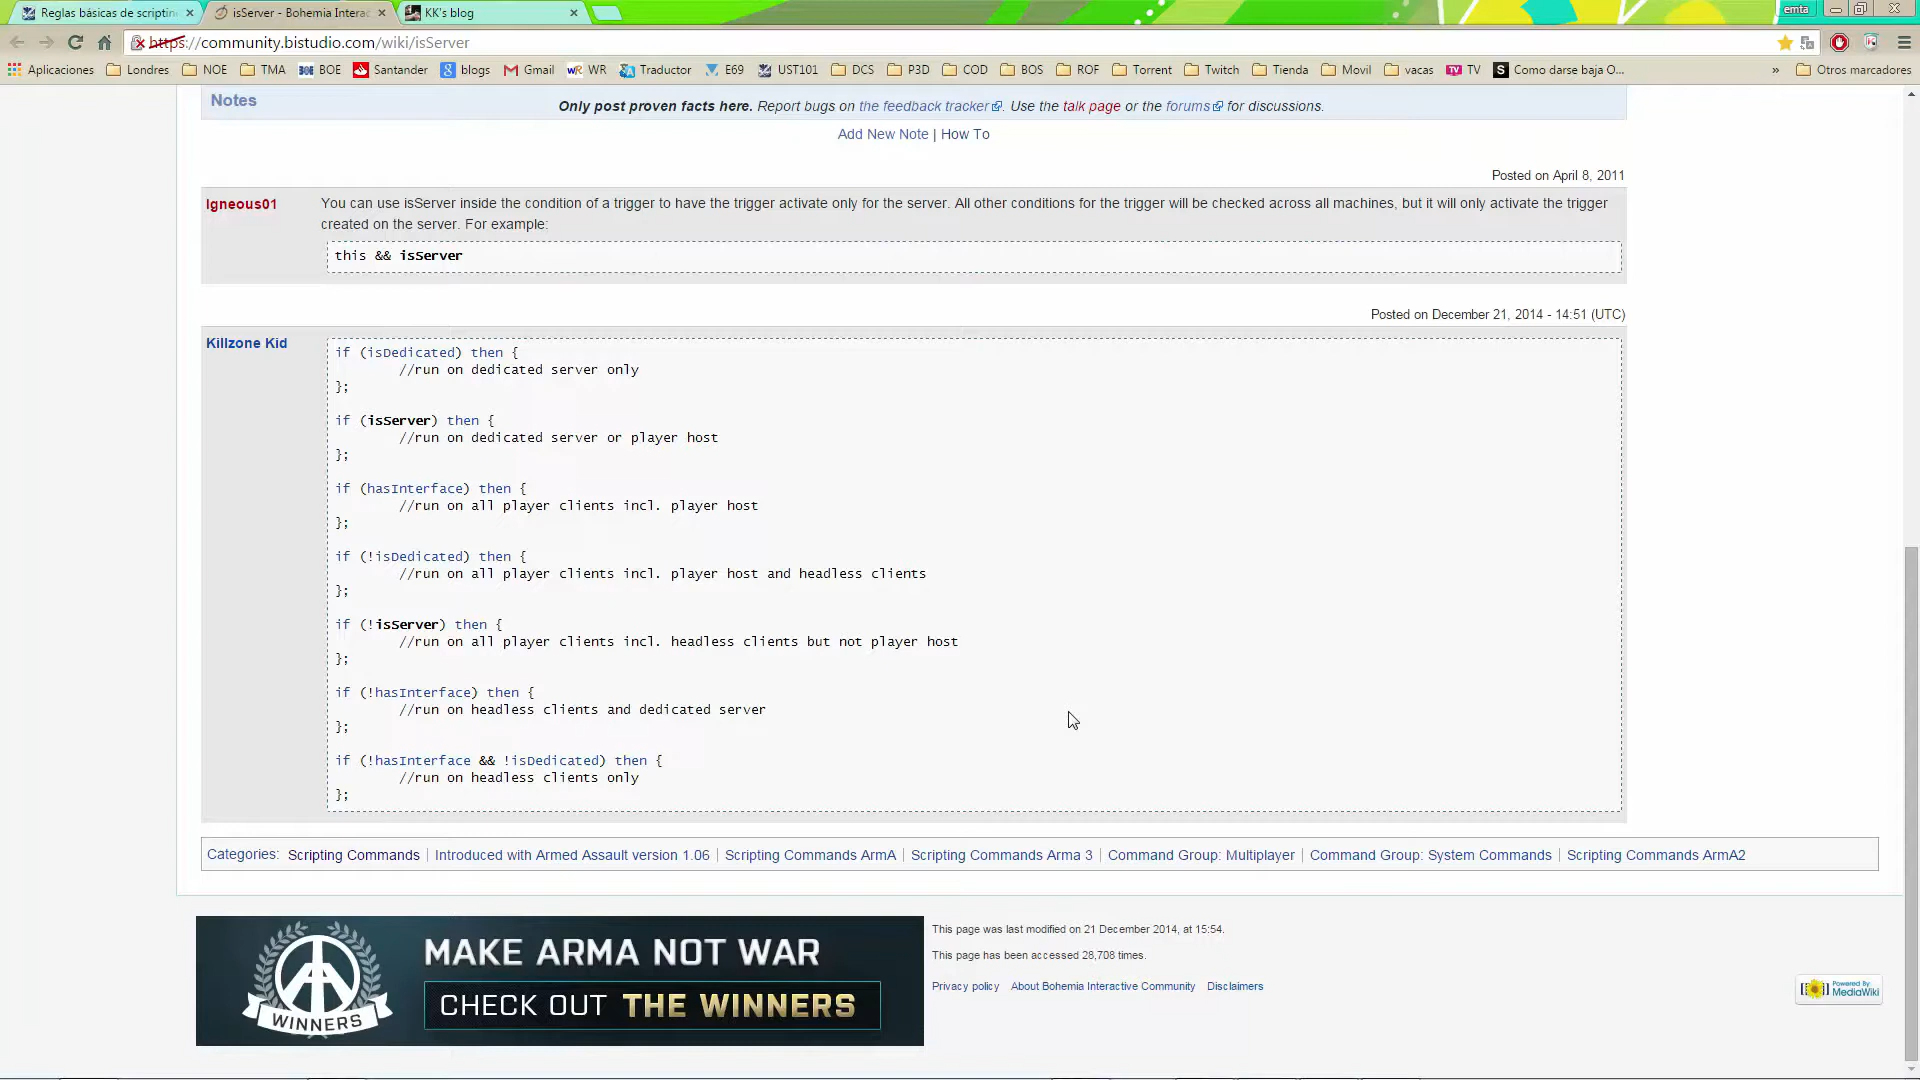 Reglas básicas de scriptin
isServer - Bohemia Interac
KK's blog
emta
https://community.bistudio.com/wiki/isServer
Aplicaciones Londres NOE TMA BOE Santander blogs Gmail WR Traductor E69 UST101 DCS P3D COD BOS ROF Torrent Twitch Tienda Movil vacas TV Como darse baja O... » Otros marcadores
Notes
Only post proven facts here. Report bugs on the feedback tracker. Use the talk page or the forums for discussions.
Add New Note | How To
Posted on April 8, 2011
Igneous01
You can use isServer inside the condition of a trigger to have the trigger activate only for the server. All other conditions for the trigger will be checked across all machines, but it will only activate the trigger
created on the server. For example:
this && isServer
Posted on December 21, 2014 - 14:51 (UTC)
Killzone Kid
if (isDedicated) then {
//run on dedicated server only
};
if (isServer) then {
//run on dedicated server or player host
};
if (hasInterface) then {
//run on all player clients incl. player host
};
if (!isDedicated) then {
//run on all player clients incl. player host and headless clients
};
if (!isServer) then {
//run on all player clients incl. headless clients but not player host
};
if (!hasInterface) then {
//run on headless clients and dedicated server
};
if (!hasInterface && !isDedicated) then {
//run on headless clients only
};
Categories: Scripting Commands | Introduced with Armed Assault version 1.06 | Scripting Commands ArmA | Scripting Commands Arma 3 | Command Group: Multiplayer | Command Group: System Commands | Scripting Commands ArmA2
MAKE ARMA NOT WAR
CHECK OUT THE WINNERS
WINNERS
This page was last modified on 21 December 2014, at 15:54.
This page has been accessed 28,708 times.
Privacy policy About Bohemia Interactive Community Disclaimers
Powered By
MediaWiki